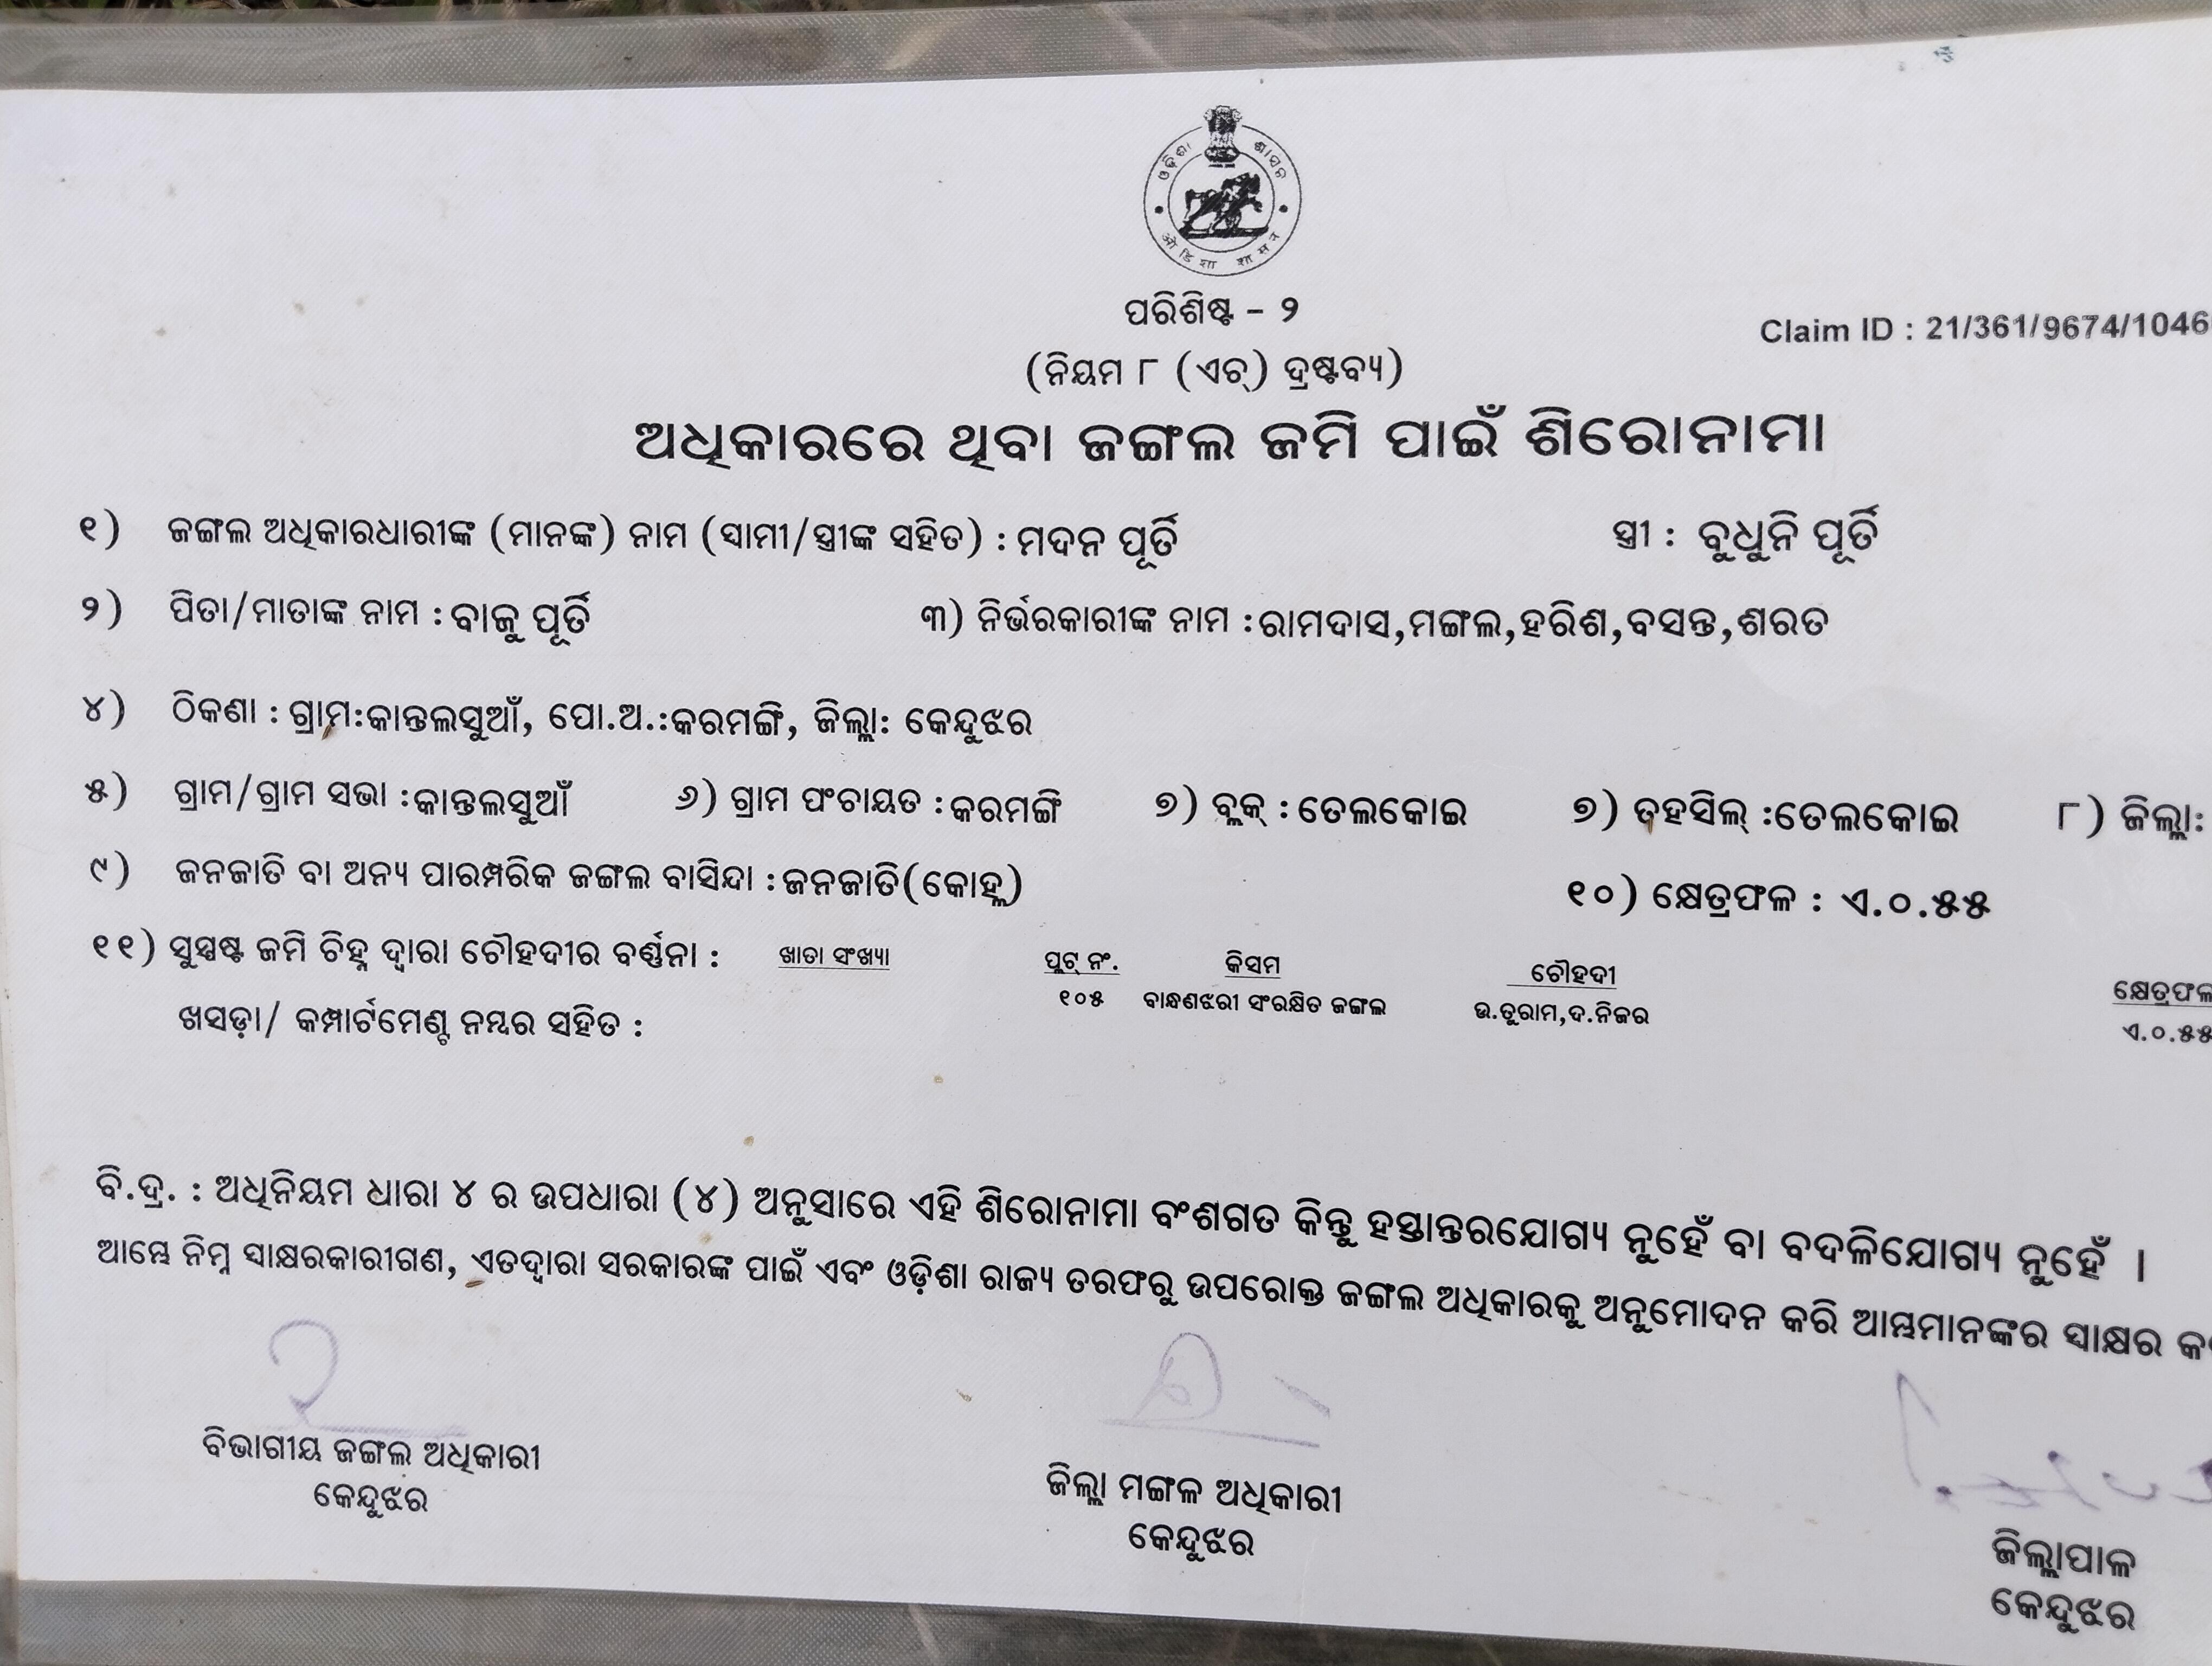 ଓଡ଼ିଶା ଶାସନ
ओडिशा शासन
ପରିଶିଷ୍ଟ - ୨
Claim ID : 21/361/9674/1046
(ନିୟମ ୮ (ଏଚ୍) ଦ୍ରଷ୍ଟବ୍ୟ)
ଅଧିକାରରେ ଥିବା ଜଙ୍ଗଲ ଜମି ପାଇଁ ଶିରୋନାମା
୧) ଜଙ୍ଗଲ ଅଧିକାରଧାରୀଙ୍କ (ମାନଙ୍କ) ନାମ (ସ୍ୱାମୀ/ସ୍ତ୍ରୀଙ୍କ ସହିତ) : ମଦନ ପୂର୍ତି ସ୍ତ୍ରୀ : ବୁଧୁନି ପୂର୍ତି
୨) ପିତା/ମାତାଙ୍କ ନାମ : ବାଜୁ ପୂର୍ତି ୩) ନିର୍ଭରକାରୀଙ୍କ ନାମ : ରାମଦାସ,ମଙ୍ଗଲ,ହରିଶ,ବସନ୍ତ,ଶରତ
୪) ଠିକଣା : ଗ୍ରାମ:କାନ୍ତଲସୁଆଁ, ପୋ.ଅ.:କରମଙ୍ଗି, ଜିଲ୍ଲା: କେନ୍ଦୁଝର
୫) ଗ୍ରାମ/ଗ୍ରାମ ସଭା :କାନ୍ତଲସୁଆଁ ୬) ଗ୍ରାମ ପଂଚାୟତ : କରମଙ୍ଗି ୭) ବ୍ଲକ୍ : ତେଲକୋଇ ୭) ତହସିଲ୍ :ତେଲକୋଇ ୮) ଜିଲ୍ଲା:
୯) ଜନଜାତି ବା ଅନ୍ୟ ପାରମ୍ପରିକ ଜଙ୍ଗଲ ବାସିନ୍ଦା : ଜନଜାତି(କୋହ୍ଲ) ୧୦) କ୍ଷେତ୍ରଫଳ : ଏ.୦.୫୫
୧୧) ସୁସ୍ପଷ୍ଟ ଜମି ଚିହ୍ନ ଦ୍ୱାରା ଚୌହଦୀର ବର୍ଣ୍ଣନା : ଖାତା ସଂଖ୍ୟା ପ୍ଲଟ୍ ନଂ. କିସମ ଚୌହଦୀ କ୍ଷେତ୍ରଫଳ
ଖସଡ଼ା/ କମ୍ପାର୍ଟମେଣ୍ଟ ନମ୍ବର ସହିତ : ୧୦୫ ବାନ୍ଧଣଝରୀ ସଂରକ୍ଷିତ ଜଙ୍ଗଲ ଉ.ତୁରାମ,ଦ.ନିଜର ଏ.୦.୫୫
ବି.ଦ୍ର. : ଅଧିନିୟମ ଧାରା ୪ ର ଉପଧାରା (୪) ଅନୁସାରେ ଏହି ଶିରୋନାମା ବଂଶଗତ କିନ୍ତୁ ହସ୍ତାନ୍ତରଯୋଗ୍ୟ ନୁହେଁ ବା ବଦଳିଯୋଗ୍ୟ ନୁହେଁ ।
ଆମ୍ଭେ ନିମ୍ନ ସ୍ୱାକ୍ଷରକାରୀଗଣ, ଏତଦ୍ୱାରା ସରକାରଙ୍କ ପାଇଁ ଏବଂ ଓଡ଼ିଶା ରାଜ୍ୟ ତରଫରୁ ଉପରୋକ୍ତ ଜଙ୍ଗଲ ଅଧିକାରକୁ ଅନୁମୋଦନ କରି ଆମ୍ଭମାନଙ୍କର ସ୍ୱାକ୍ଷର
ବିଭାଗୀୟ ଜଙ୍ଗଲ ଅଧିକାରୀ
କେନ୍ଦୁଝର
ଜିଲ୍ଲା ମଙ୍ଗଳ ଅଧିକାରୀ
କେନ୍ଦୁଝର
ଜିଲ୍ଲାପାଳ
କେନ୍ଦୁଝର